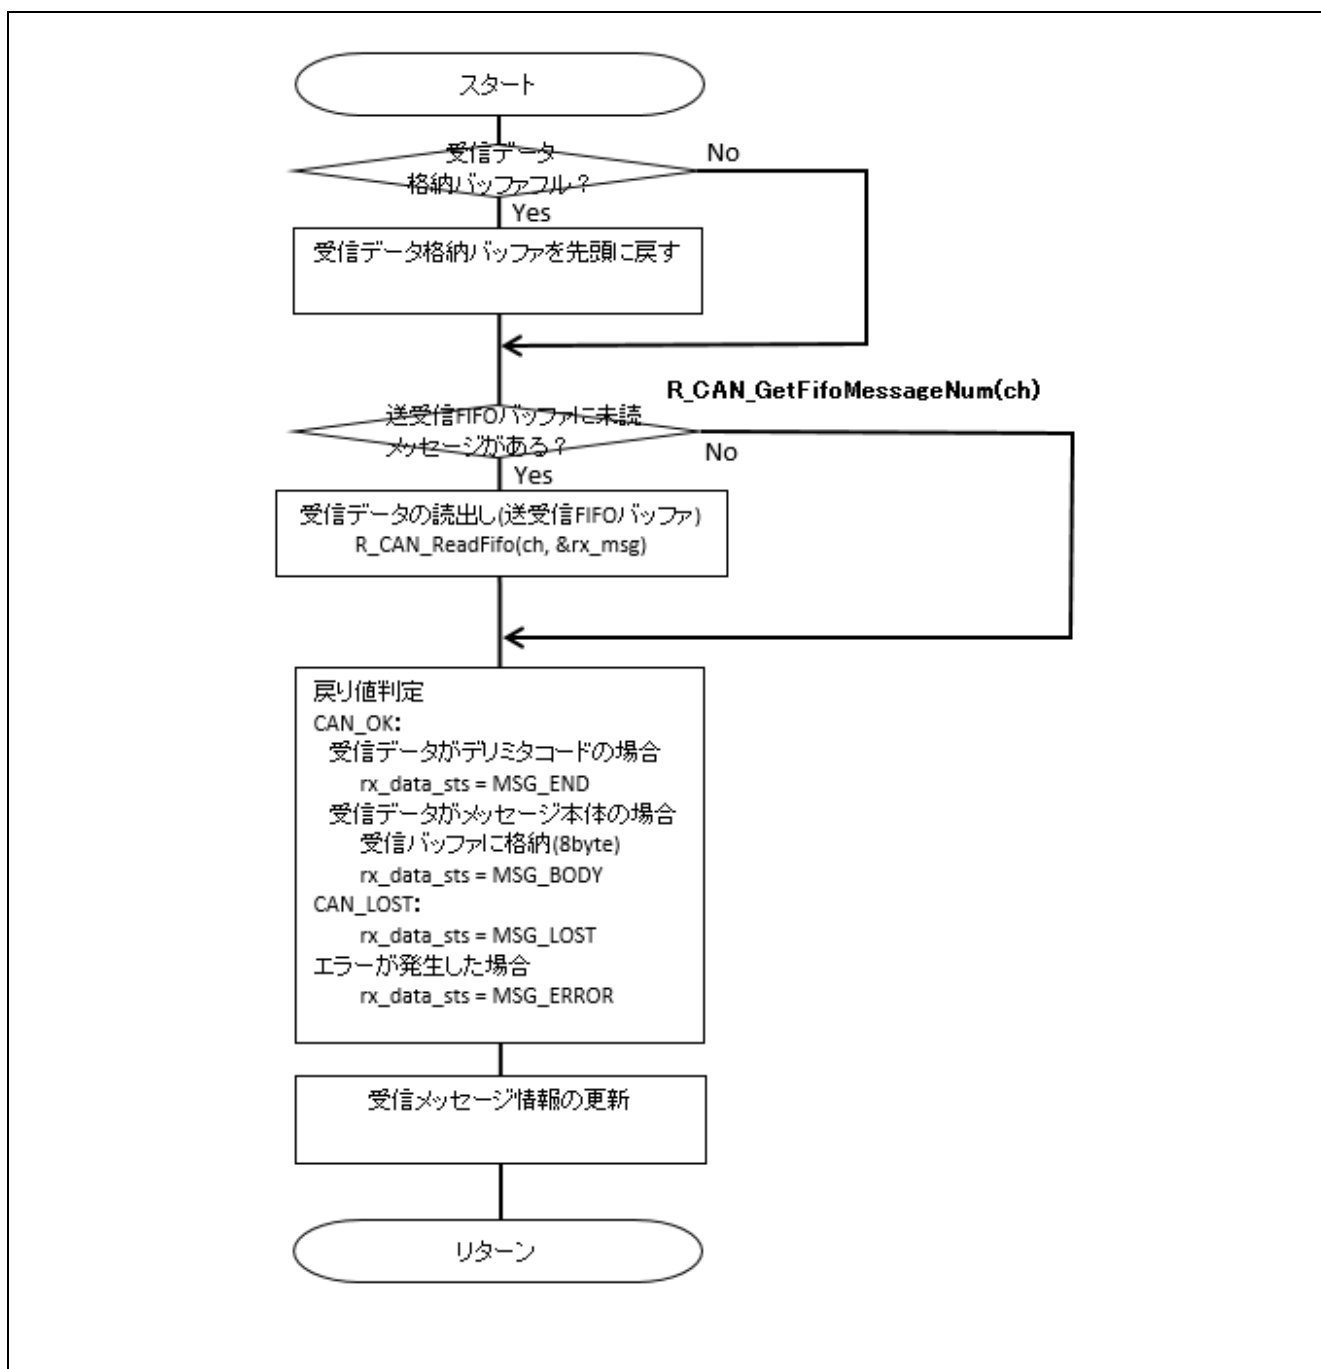 スタート
受信データ
格納バッファフル？
No
Yes
受信データ格納バッファを先頭に戻す
R_CAN_GetFifoMessageNum(ch)
送受信FIFOバッファに未読
メッセージがある？
No
Yes
受信データの読出し(送受信FIFOバッファ)
R_CAN_ReadFifo(ch, &rx_msg)
戻り値判定
CAN_OK:
受信データがデリミタコードの場合
rx_data_sts = MSG_END
受信データがメッセージ本体の場合
受信バッファに格納(8byte)
rx_data_sts = MSG_BODY
CAN_LOST:
rx_data_sts = MSG_LOST
エラーが発生した場合
rx_data_sts = MSG_ERROR
受信メッセージ情報の更新
リターン